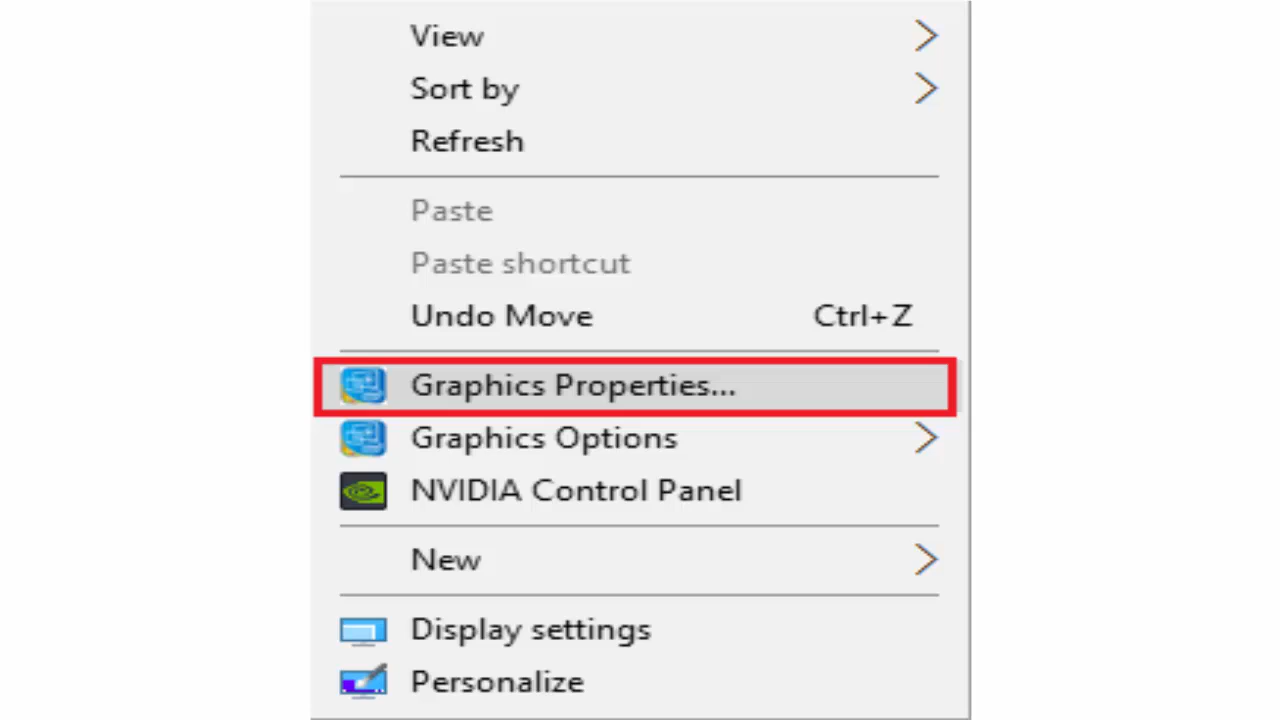 View
Sort by
Refresh
Paste
Paste shortcut
Undo Move Ctrl+Z
Graphics Properties...
Graphics Options
NVIDIA Control Panel
New
Display settings
Personalize